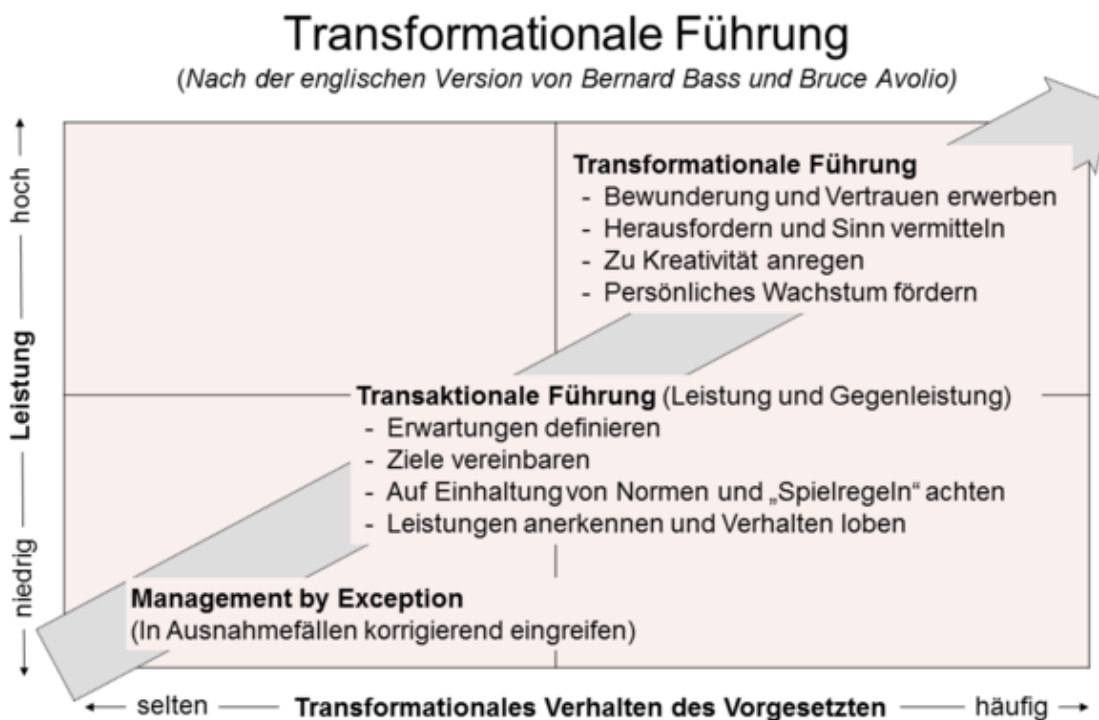 Transformationale Führung
(Nach der englischen Version von Bernard Bass und Bruce Avolio)
hoch
Leistung
niedrig
Transformationale Führung
- Bewunderung und Vertrauen erwerben
- Herausfordern und Sinn vermitteln
- Zu Kreativität anregen
- Persönliches Wachstum fördern
Transaktionale Führung (Leistung und Gegenleistung)
- Erwartungen definieren
- Ziele vereinbaren
- Auf Einhaltung von Normen und „Spielregeln“ achten
- Leistungen anerkennen und Verhalten loben
Management by Exception
(In Ausnahmefällen korrigierend eingreifen)
selten Transformationales Verhalten des Vorgesetzten häufig